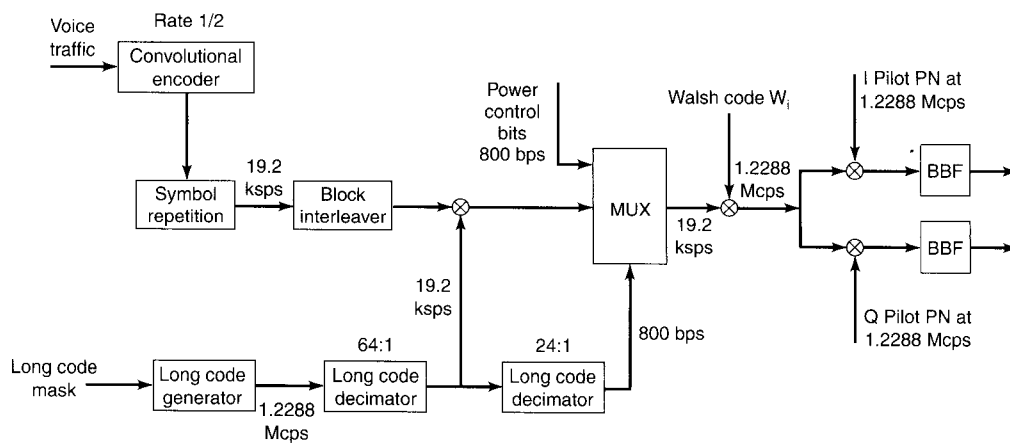 Voice
traffic
Rate 1/2
Convolutional
encoder
Symbol
repetition
19.2
ksps
Block
interleaver
Power
control
bits
800 bps
MUX
19.2
ksps
Walsh code Wi
1.2288
Mcps
I Pilot PN at
1.2288 Mcps
BBF
BBF
Q Pilot PN at
1.2288 Mcps
19.2
ksps
800 bps
Long code
mask
Long code
generator
1.2288
Mcps
64:1
Long code
decimator
24:1
Long code
decimator